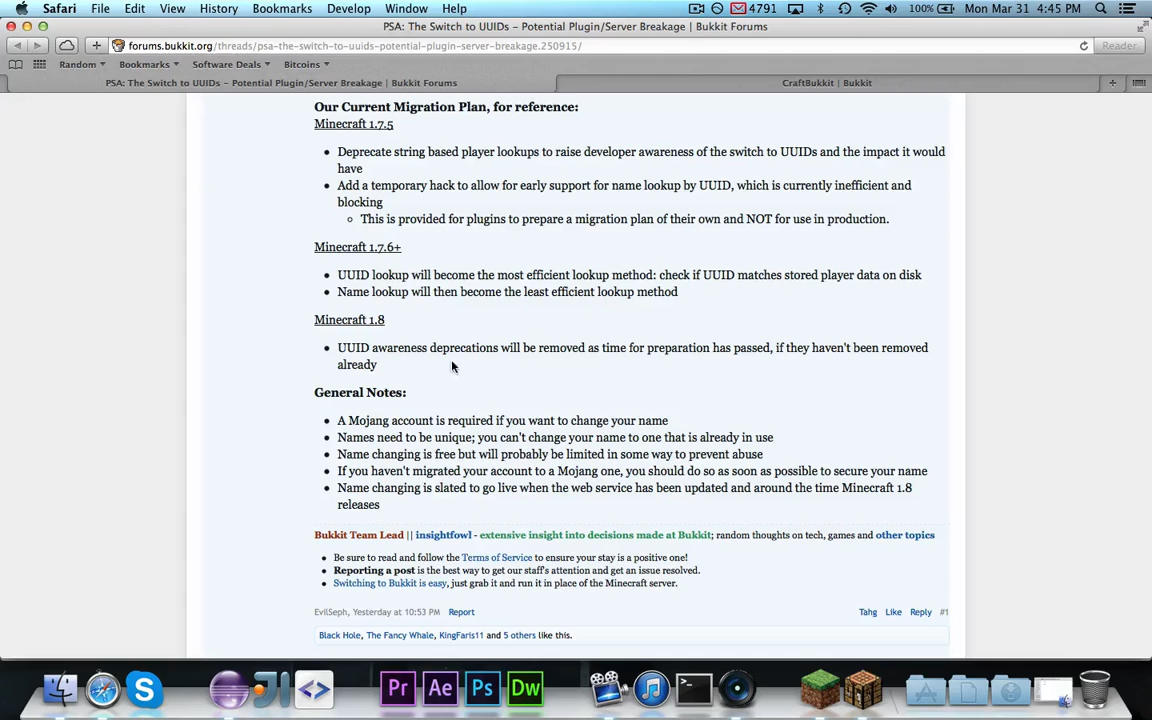 Safari File Edit View History Bookmarks Develop Window Help 4791 100% Mon Mar 31 4:45 PM
PSA: The Switch to UUIDs – Potential Plugin/Server Breakage | Bukkit Forums
forums.bukkit.org/threads/psa-the-switch-to-uuids-potential-plugin-server-breakage.250915/ Reader
Random Bookmarks Software Deals Bitcoins
PSA: The Switch to UUIDs – Potential Plugin/Server Breakage | Bukkit Forums CraftBukkit | Bukkit
Our Current Migration Plan, for reference:
Minecraft 1.7.5
• Deprecate string based player lookups to raise developer awareness of the switch to UUIDs and the impact it would
have
• Add a temporary hack to allow for early support for name lookup by UUID, which is currently inefficient and
blocking
◦ This is provided for plugins to prepare a migration plan of their own and NOT for use in production.
Minecraft 1.7.6+
• UUID lookup will become the most efficient lookup method: check if UUID matches stored player data on disk
• Name lookup will then become the least efficient lookup method
Minecraft 1.8
• UUID awareness deprecations will be removed as time for preparation has passed, if they haven't been removed
already
General Notes:
• A Mojang account is required if you want to change your name
• Names need to be unique; you can't change your name to one that is already in use
• Name changing is free but will probably be limited in some way to prevent abuse
• If you haven't migrated your account to a Mojang one, you should do so as soon as possible to secure your name
• Name changing is slated to go live when the web service has been updated and around the time Minecraft 1.8
releases
Bukkit Team Lead || insightfowl - extensive insight into decisions made at Bukkit; random thoughts on tech, games and other topics
• Be sure to read and follow the Terms of Service to ensure your stay is a positive one!
• Reporting a post is the best way to get our staff's attention and get an issue resolved.
• Switching to Bukkit is easy, just grab it and run it in place of the Minecraft server.
EvilSeph, Yesterday at 10:53 PM Report Tahg Like Reply #1
Black Hole, The Fancy Whale, KingFaris11 and 5 others like this.
Pr Ae Ps Dw